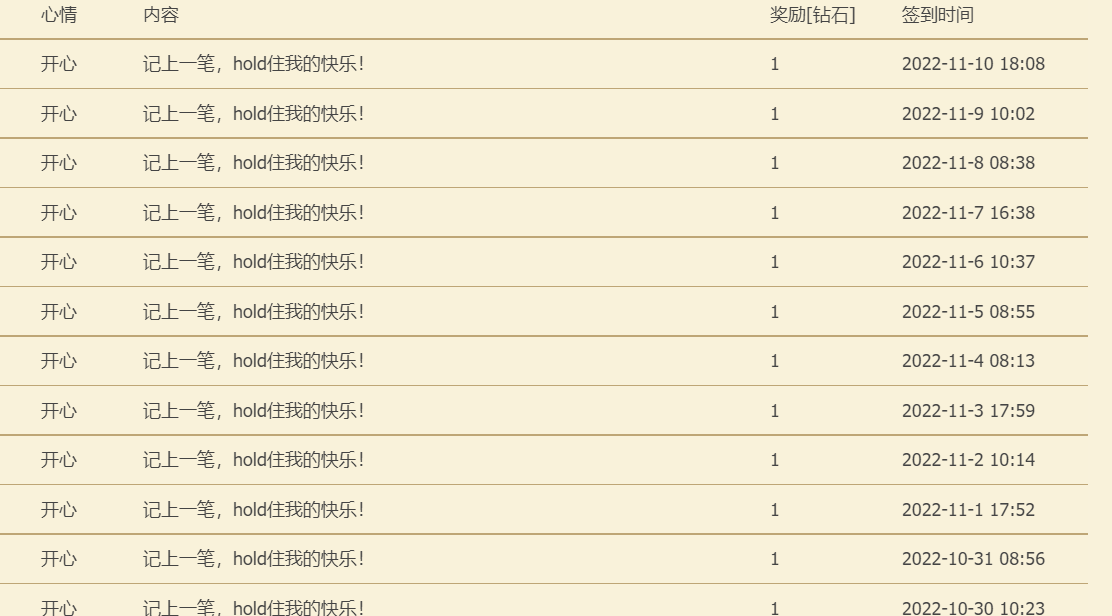 心情 内容 奖励[钻石] 签到时间
开心 记上一笔，hold住我的快乐！ 1 2022-11-10 18:08
开心 记上一笔，hold住我的快乐！ 1 2022-11-9 10:02
开心 记上一笔，hold住我的快乐！ 1 2022-11-8 08:38
开心 记上一笔，hold住我的快乐！ 1 2022-11-7 16:38
开心 记上一笔，hold住我的快乐！ 1 2022-11-6 10:37
开心 记上一笔，hold住我的快乐！ 1 2022-11-5 08:55
开心 记上一笔，hold住我的快乐！ 1 2022-11-4 08:13
开心 记上一笔，hold住我的快乐！ 1 2022-11-3 17:59
开心 记上一笔，hold住我的快乐！ 1 2022-11-2 10:14
开心 记上一笔，hold住我的快乐！ 1 2022-11-1 17:52
开心 记上一笔，hold住我的快乐！ 1 2022-10-31 08:56
开心 记上一笔，hold住我的快乐！ 1 2022-10-30 10:23